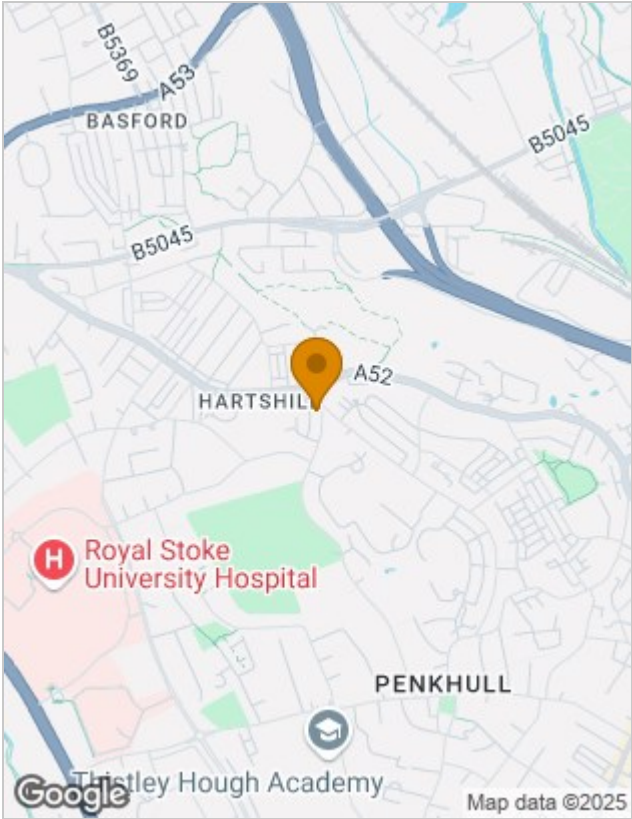 B5369
A53
BASFORD
B5045
B5045
A52
HARTSHILL
H
Royal Stoke
University Hospital
PENKHULL
Thistley Hough Academy
Google
Map data ©2025